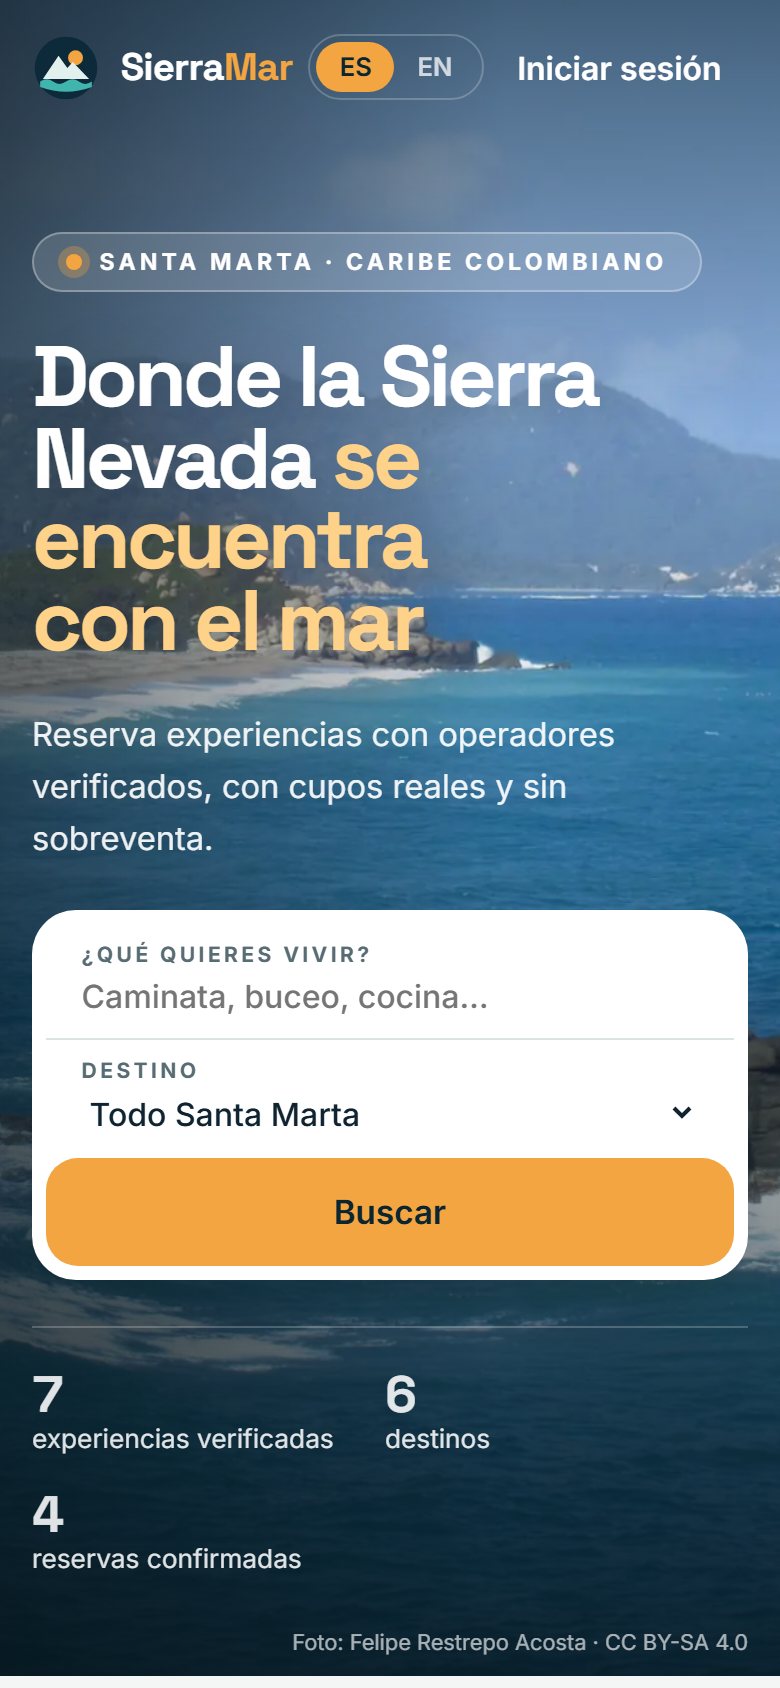 SierraMar ES EN Iniciar sesión
SANTA MARTA · CARIBE COLOMBIANO
Donde la Sierra
Nevada se
encuentra
con el mar
Reserva experiencias con operadores
verificados, con cupos reales y sin
sobreventa.
¿QUÉ QUIERES VIVIR?
Caminata, buceo, cocina...
DESTINO
Todo Santa Marta
Buscar
7 6
experiencias verificadas destinos
4
reservas confirmadas
Foto: Felipe Restrepo Acosta · CC BY-SA 4.0